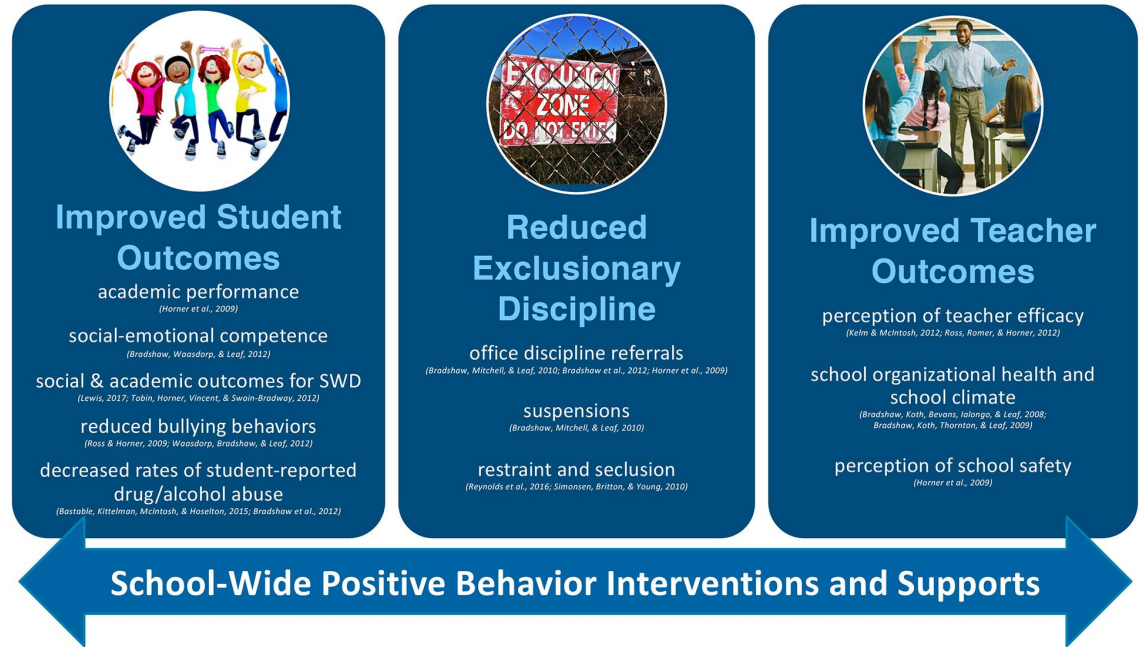 EXCLUSION
ZONE
DO NOT ENTER
Improved Student
Outcomes
academic performance
(Horner et al., 2009)
social-emotional competence
(Bradshaw, Waasdorp, & Leaf, 2012)
social & academic outcomes for SWD
(Lewis, 2017; Tobin, Horner, Vincent, & Swain-Bradway, 2012)
reduced bullying behaviors
(Ross & Horner, 2009; Waasdorp, Bradshaw, & Leaf, 2012)
decreased rates of student-reported
drug/alcohol abuse
(Bastable, Kittelman, McIntosh, & Hoselton, 2015; Bradshaw et al., 2012)
Reduced
Exclusionary
Discipline
office discipline referrals
(Bradshaw, Mitchell, & Leaf, 2010; Bradshaw et al., 2012; Horner et al., 2009)
suspensions
(Bradshaw, Mitchell, & Leaf, 2010)
restraint and seclusion
(Reynolds et al., 2016; Simonsen, Britton, & Young, 2010)
Improved Teacher
Outcomes
perception of teacher efficacy
(Kelm & McIntosh, 2012; Ross, Romer, & Horner, 2012)
school organizational health and
school climate
(Bradshaw, Koth, Bevans, Ialongo, & Leaf, 2008;
Bradshaw, Koth, Thornton, & Leaf, 2009)
perception of school safety
(Horner et al., 2009)
School-Wide Positive Behavior Interventions and Supports